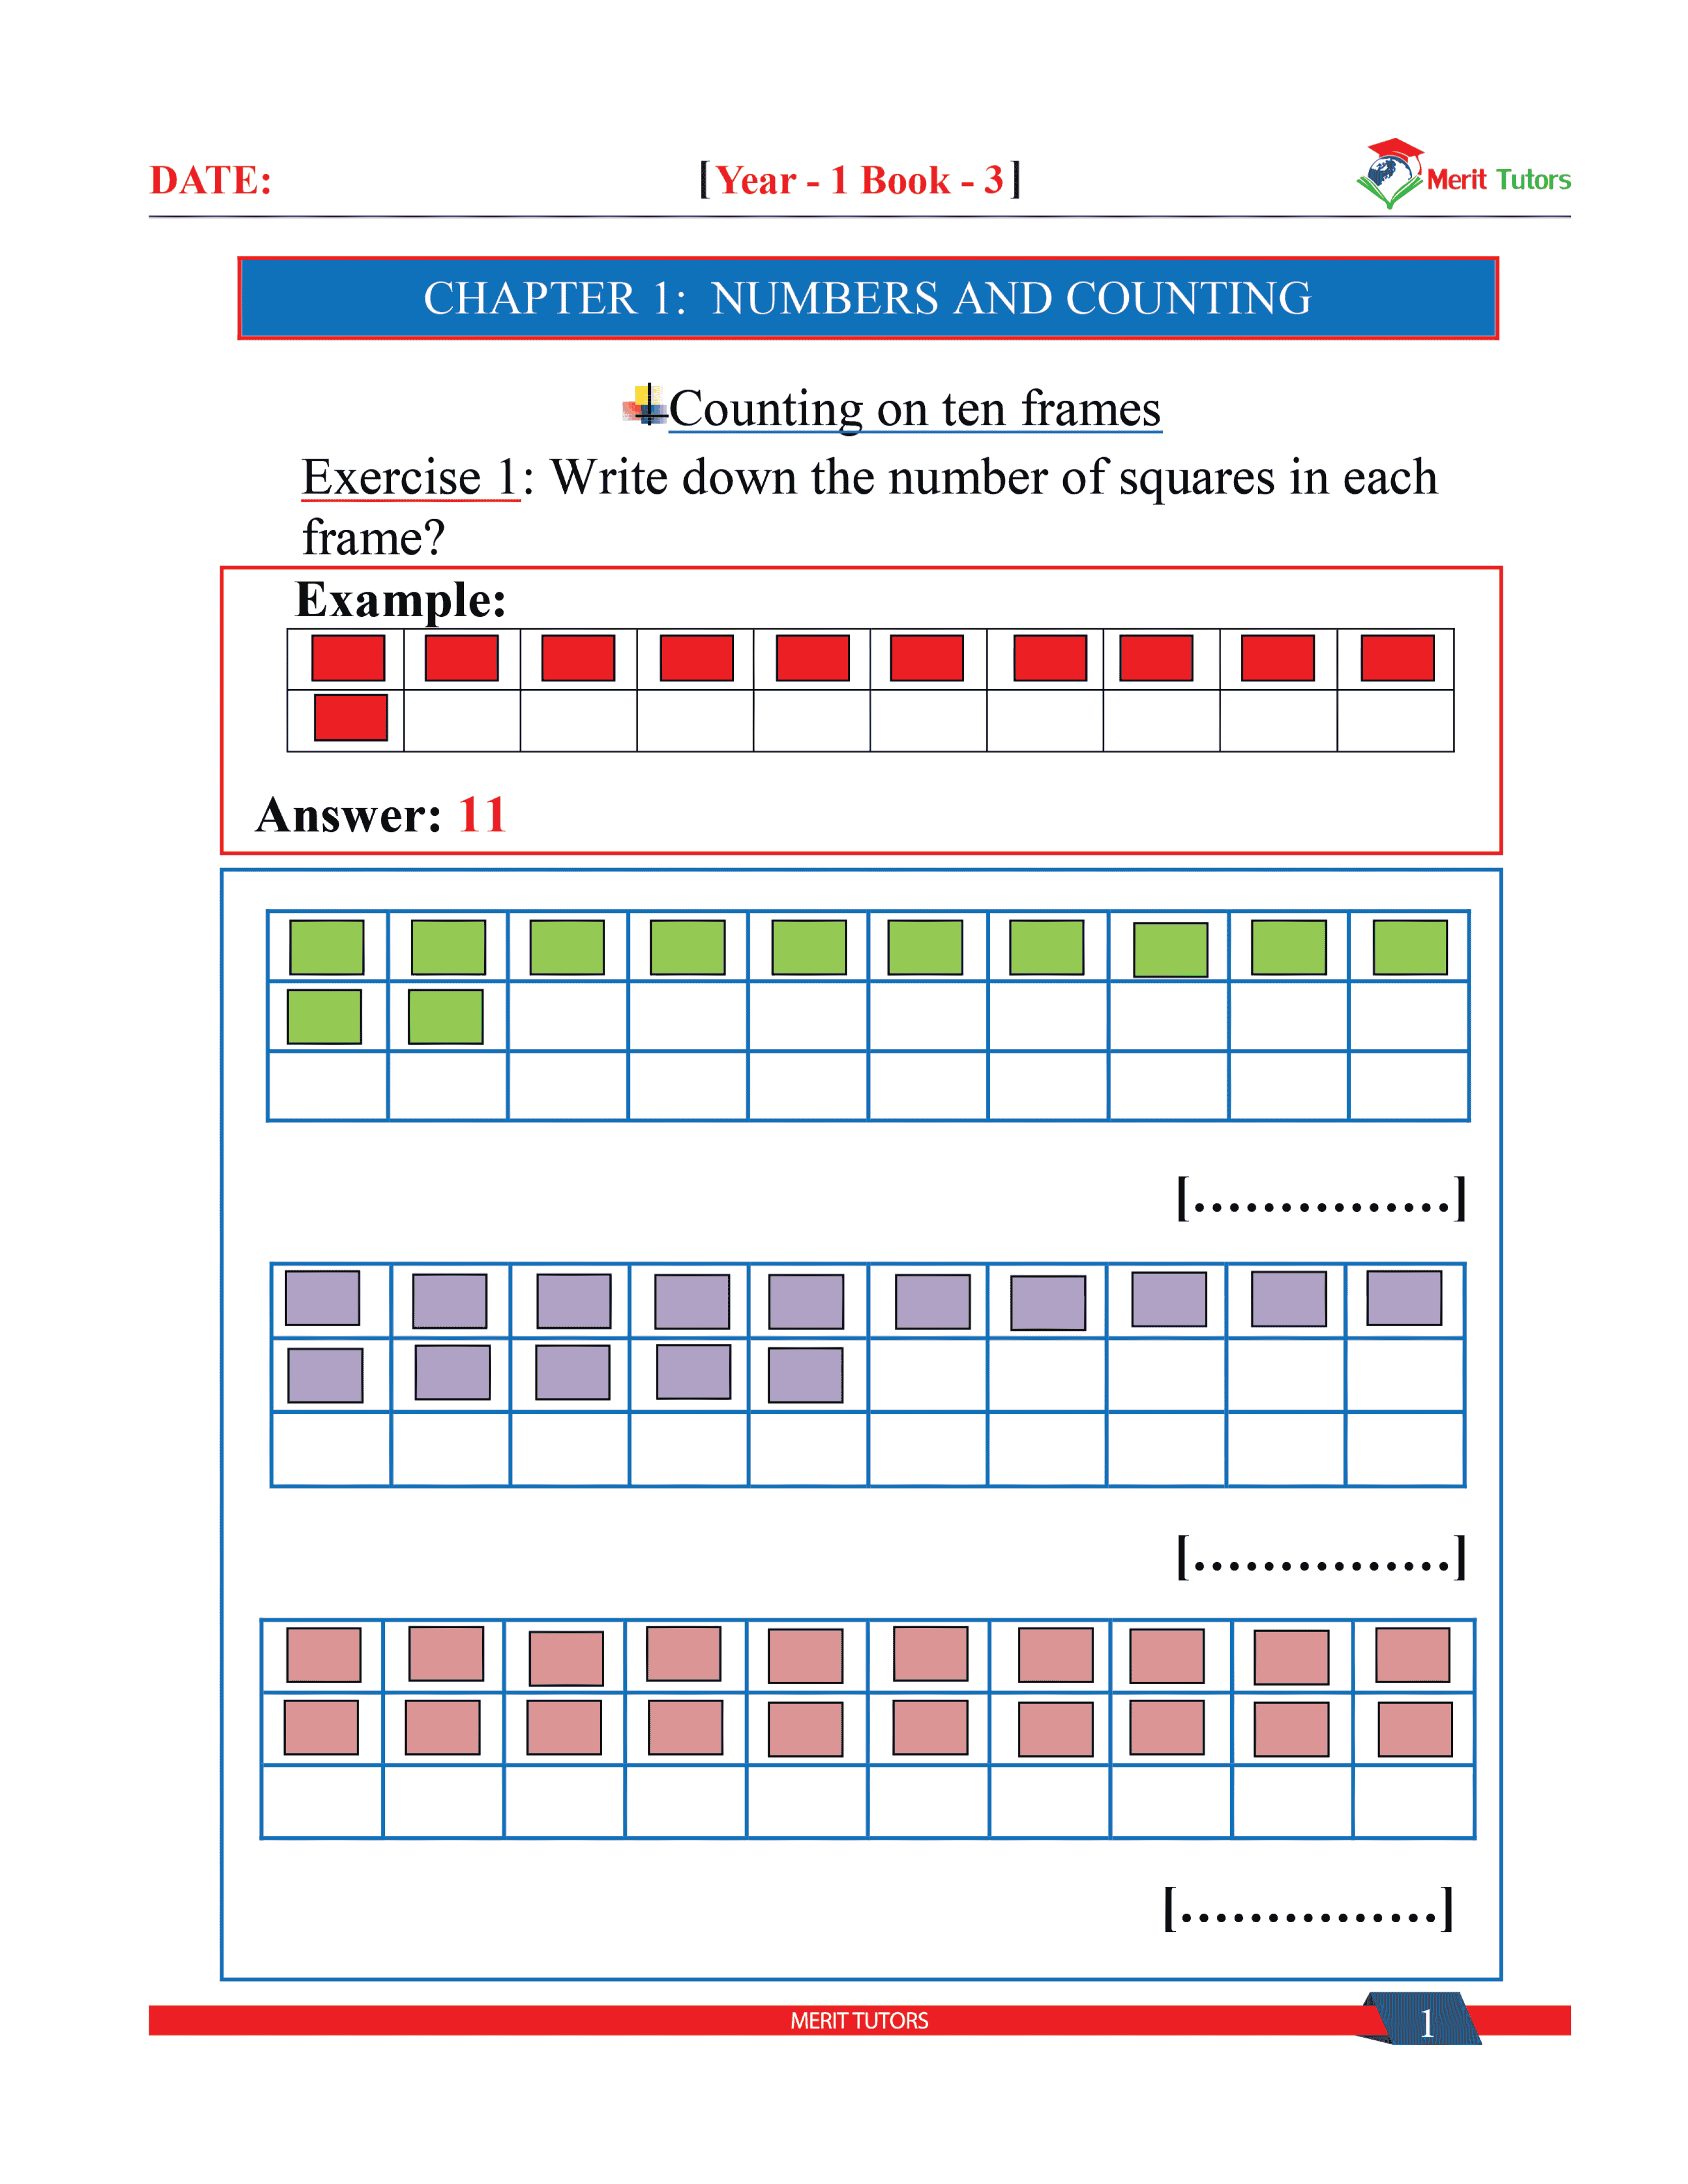 DATE:
[ Year - 1 Book - 3 ]
Merit Tutors
CHAPTER 1: NUMBERS AND COUNTING
Counting on ten frames
Exercise 1: Write down the number of squares in each
frame?
Example:
Answer: 11
[...............]
[...............]
[...............]
MERIT TUTORS
1